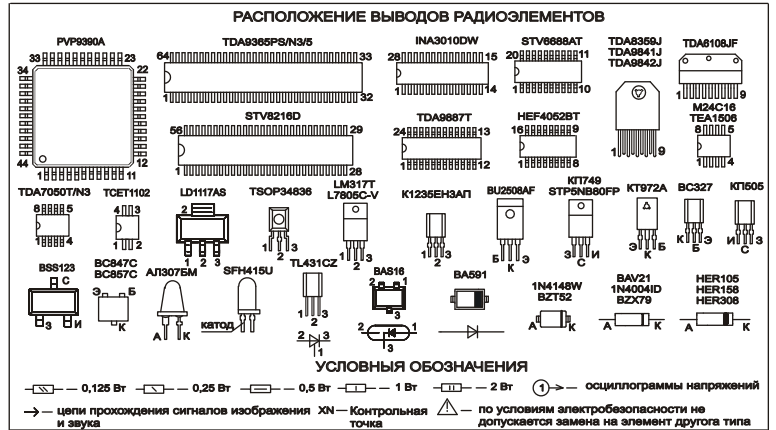 РАСПОЛОЖЕНИЕ ВЫВОДОВ РАДИОЭЛЕМЕНТОВ
PVP9390A
33 23
34 22
44 12
1 11
TDA9365PS/N3/5
64 33
1 32
INA3010DW
28 15
1 14
STV6688AT
20 11
1 10
TDA8359J
TDA9841J
TDA9842J
1 9
TDA6108JF
1 9
STV8216D
56 29
1 28
TDA9887T
24 13
1 12
HEF4052BT
16 9
1 8
M24C16
TEA1506
8 5
1 4
TDA7050T/N3
8 5
1 4
TCET1102
4 3
1 2
LD1117AS
2
1 2 3
TSOP34836
1 2 3
LM317T
L7805C-V
1 2 3
К1235ЕН3АП
1 2 3
BU2508AF
Б К Э
КП749
STP5NB80FP
З С И
КТ972А
Э К Б
BC327
К Б Э
КП505
И С З
BSS123
С
З И
BC847C
BC857C
Э Б
К
АЛ307БМ
А К
SFH415U
катод
TL431CZ
1 2 3
2 3
1
BAS16
2 1
3
2 1
3
BA591
1N4148W
BZT52
А К
BAV21
1N4004ID
BZX79
А К
HER105
HER158
HER308
А К
УСЛОВНЫЕ ОБОЗНАЧЕНИЯ
— 0,125 Вт — 0,25 Вт — 0,5 Вт — 1 Вт — 2 Вт 1 — осциллограммы напряжений
— цепи прохождения сигналов изображения и звука
XN — Контрольная точка
— по условиям электробезопасности не допускается замена на элемент другого типа